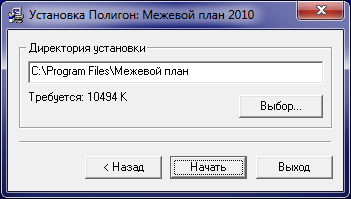 Установка Полигон: Межевой план 2010
Директория установки
C:\Program Files\Межевой план
Требуется: 10494 K
Выбор...
< Назад
Начать
Выход